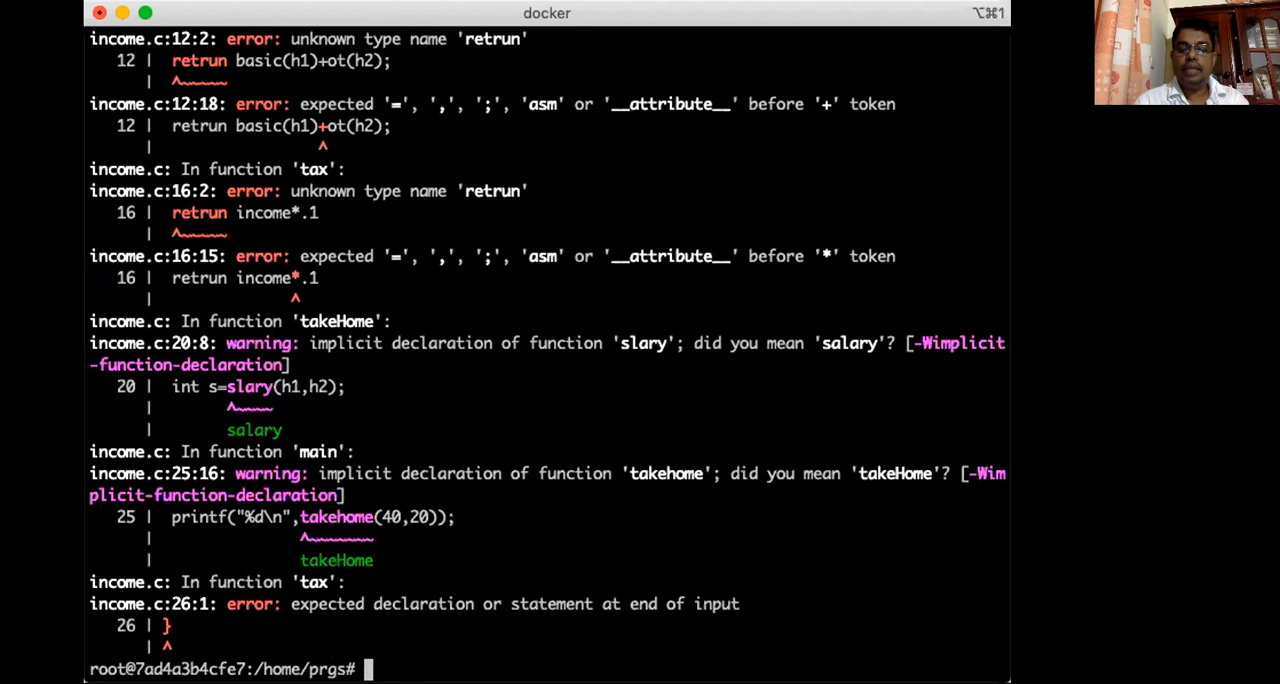 docker
⌥⌘1
income.c:12:2: error: unknown type name 'retrun'
12 | retrun basic(h1)+ot(h2);
| ^~~~~~
income.c:12:18: error: expected '=', ',', ';', 'asm' or '__attribute__' before '+' token
12 | retrun basic(h1)+ot(h2);
| ^
income.c: In function 'tax':
income.c:16:2: error: unknown type name 'retrun'
16 | retrun income*.1
| ^~~~~~
income.c:16:15: error: expected '=', ',', ';', 'asm' or '__attribute__' before '*' token
16 | retrun income*.1
| ^
income.c: In function 'takeHome':
income.c:20:8: warning: implicit declaration of function 'slary'; did you mean 'salary'? [-Wimplicit
-function-declaration]
20 | int s=slary(h1,h2);
| ^~~~~
| salary
income.c: In function 'main':
income.c:25:16: warning: implicit declaration of function 'takehome'; did you mean 'takeHome'? [-Wim
plicit-function-declaration]
25 | printf("%d\n",takehome(40,20));
| ^~~~~~~~
| takeHome
income.c: In function 'tax':
income.c:26:1: error: expected declaration or statement at end of input
26 | }
| ^
root@7ad4a3b4cfe7:/home/prgs#